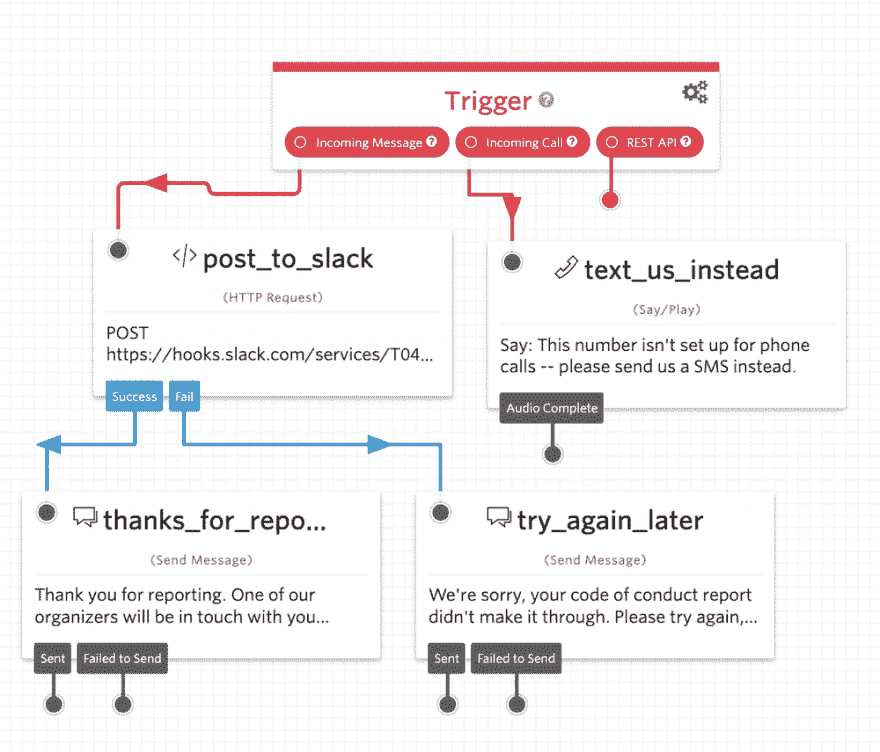 Trigger ?
Incoming Message ?
Incoming Call ?
REST API ?
</> post_to_slack
(HTTP Request)
POST
https://hooks.slack.com/services/T04...
Success
Fail
text_us_instead
(Say/Play)
Say: This number isn't set up for phone
calls -- please send us a SMS instead.
Audio Complete
thanks_for_repo...
(Send Message)
Thank you for reporting. One of our
organizers will be in touch with you...
Sent
Failed to Send
try_again_later
(Send Message)
We're sorry, your code of conduct report
didn't make it through. Please try again,...
Sent
Failed to Send